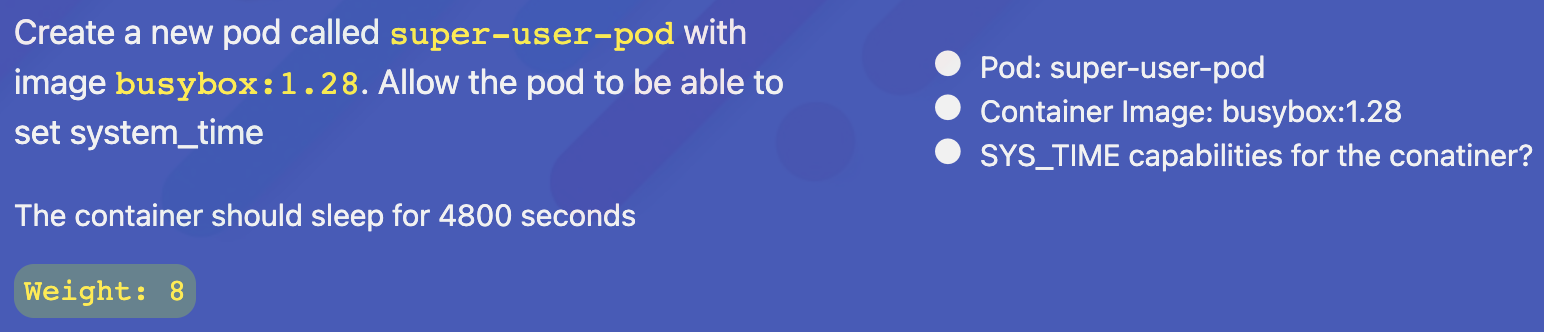 Create a new pod called super-user-pod with
image busybox:1.28. Allow the pod to be able to
set system_time
The container should sleep for 4800 seconds
Weight: 8
Pod: super-user-pod
Container Image: busybox:1.28
SYS_TIME capabilities for the conatiner?